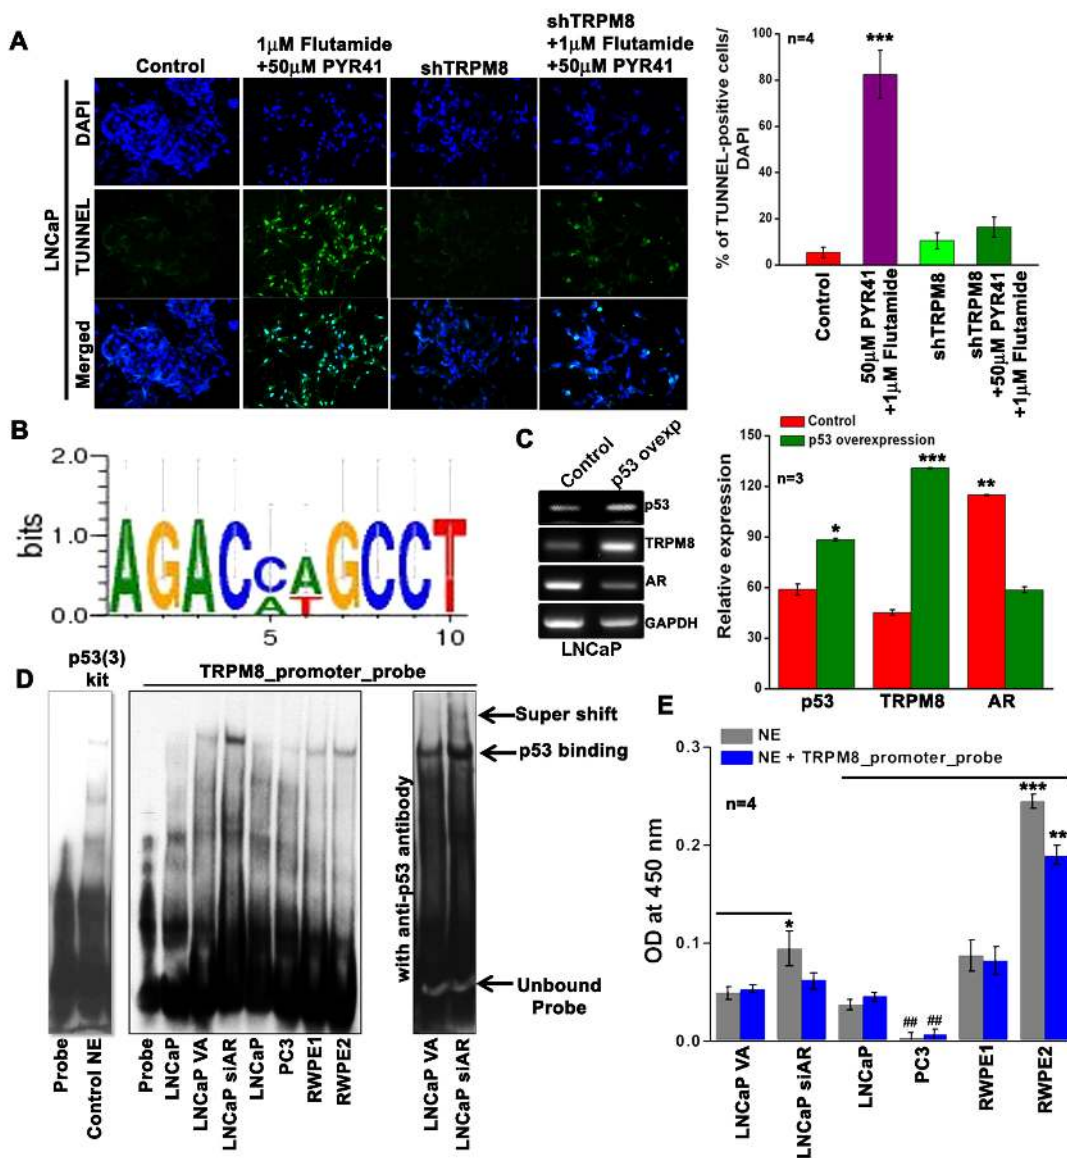 A
Control
1µM Flutamide
+50µM PYR41
shTRPM8
shTRPM8
+1µM Flutamide
+50µM PYR41
LNCaP
DAPI
TUNNEL
Merged
% of TUNNEL-positive cells/
DAPI
100
80
60
40
20
0
n=4
***
Control
50µM PYR41
+1µM Flutamide
shTRPM8
shTRPM8
+50µM PYR41
+1µM Flutamide
B
bits
2.0
1.0
0.0
AGACCAGCCT
AT
5
10
C
Control
p53 ovexp
p53
TRPM8
AR
GAPDH
LNCaP
Control
p53 overexpression
Relative expression
150
120
90
60
30
0
n=3
*
***
**
p53
TRPM8
AR
D
p53(3)
kit
TRPM8_promoter_probe
Super shift
p53 binding
with anti-p53 antibody
Unbound
Probe
Probe
Control NE
Probe
LNCaP
LNCaP VA
LNCaP siAR
LNCaP
PC3
RWPE1
RWPE2
LNCaP VA
LNCaP siAR
E
NE
NE + TRPM8_promoter_probe
OD at 450 nm
0.3
0.2
0.1
0.0
n=4
*
##
##
***
**
LNCaP VA
LNCaP siAR
LNCaP
PC3
RWPE1
RWPE2